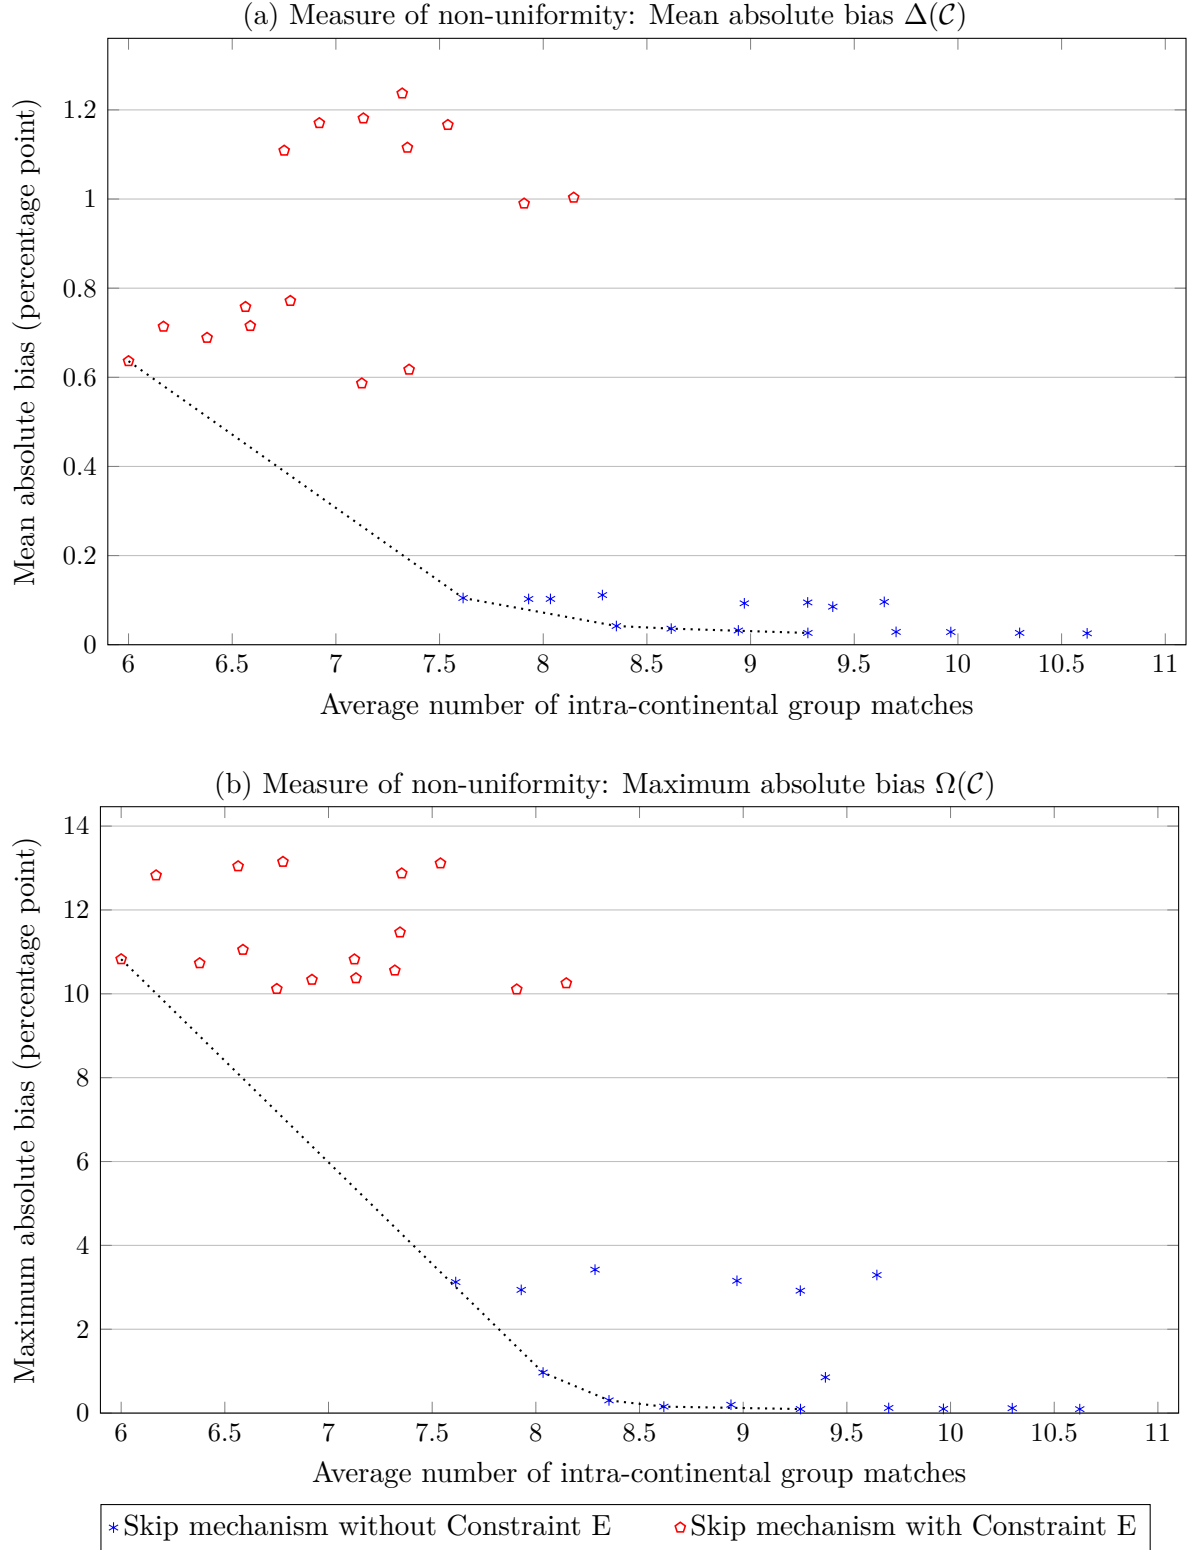 (a) Measure of non-uniformity: Mean absolute bias Δ(𝒞)
Mean absolute bias (percentage point)
1.2
1
0.8
0.6
0.4
0.2
0
6 6.5 7 7.5 8 8.5 9 9.5 10 10.5 11
Average number of intra-continental group matches
(b) Measure of non-uniformity: Maximum absolute bias Ω(𝒞)
Maximum absolute bias (percentage point)
14
12
10
8
6
4
2
0
6 6.5 7 7.5 8 8.5 9 9.5 10 10.5 11
Average number of intra-continental group matches
Skip mechanism without Constraint E
Skip mechanism with Constraint E